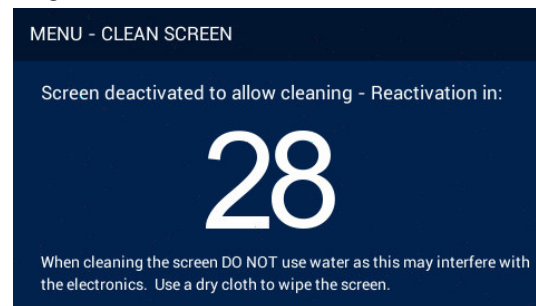 MENU - CLEAN SCREEN
Screen deactivated to allow cleaning - Reactivation in:
28
When cleaning the screen DO NOT use water as this may interfere with
the electronics. Use a dry cloth to wipe the screen.